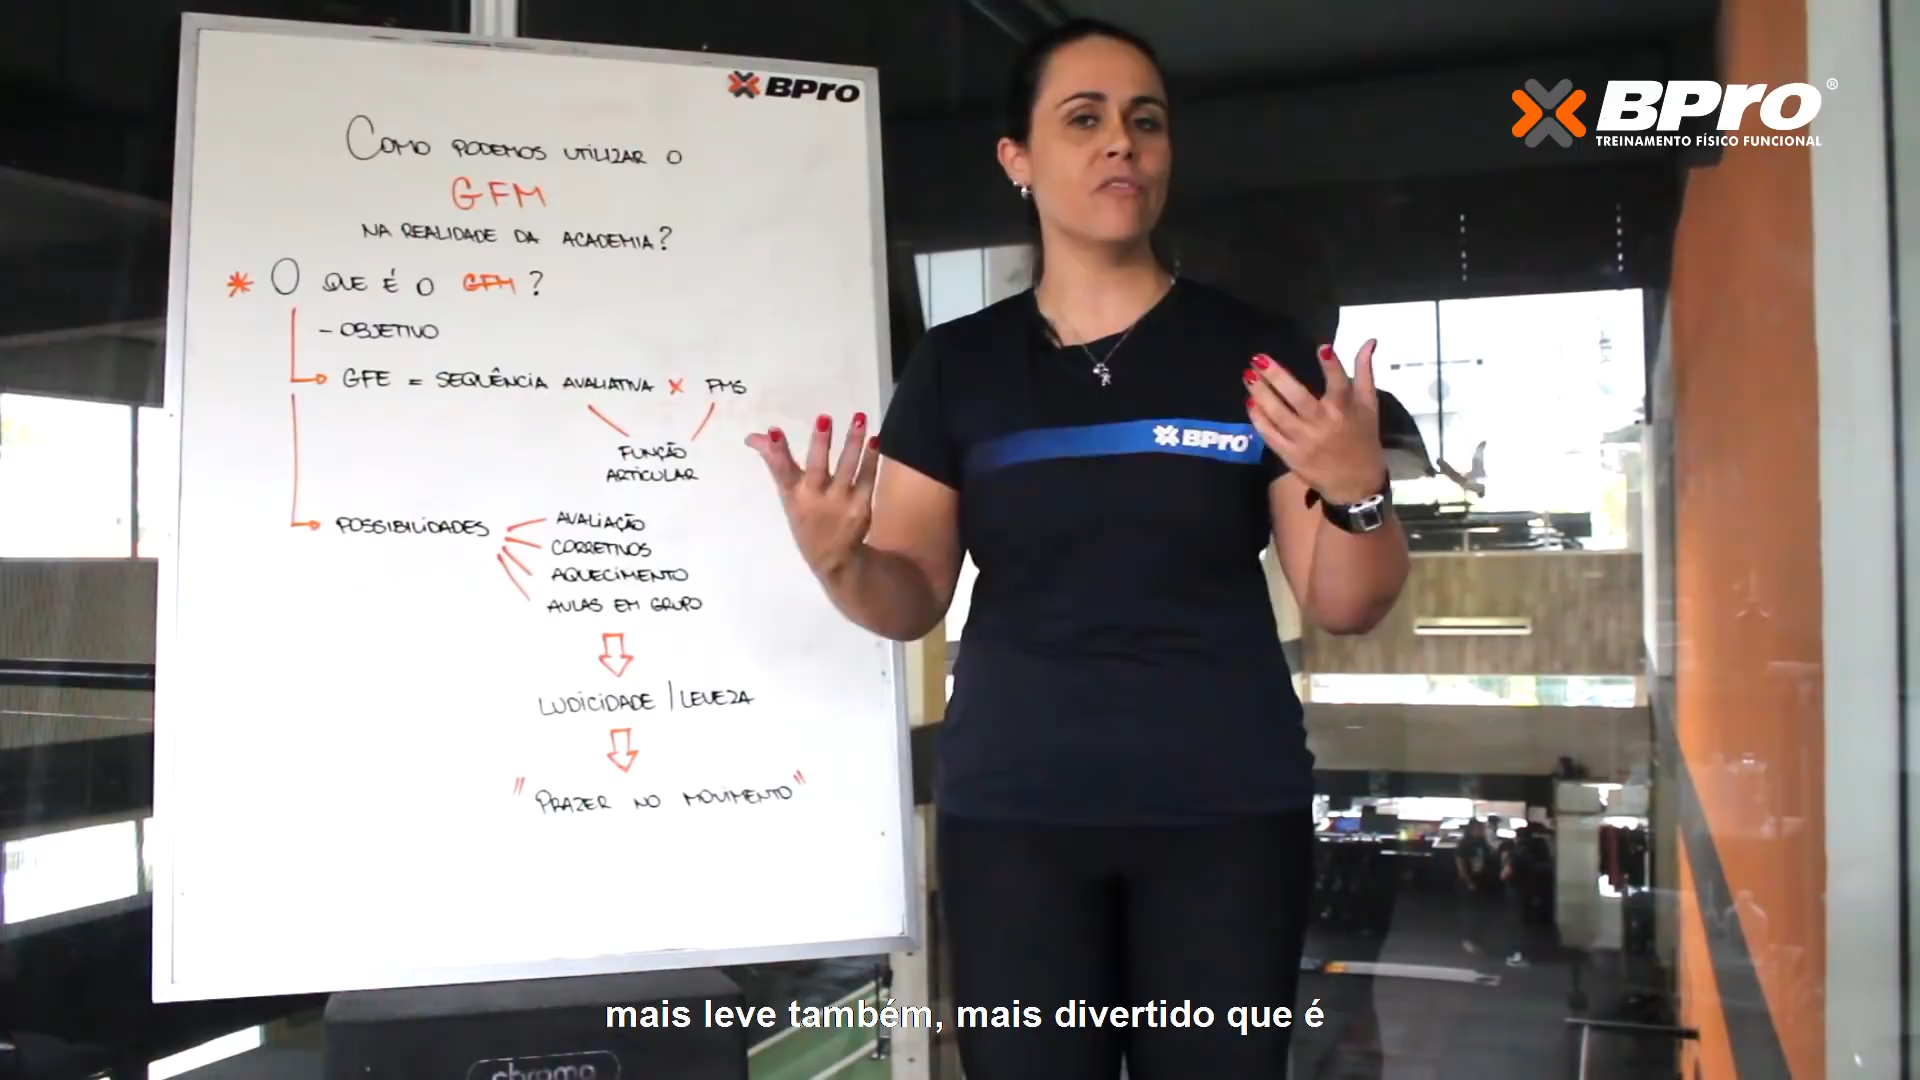 BPro
Como podemos utilizar o
GFM
na realidade da academia?
* O que é o GFM?
- Objetivo
GFE = sequência avaliativa x FMS
função
articular
possibilidades
avaliação
corretivos
aquecimento
aulas em grupo
ludicidade / leveza
"Prazer no movimento"
BPro®
TREINAMENTO FÍSICO FUNCIONAL
BPro
mais leve também, mais divertido que é
chroma